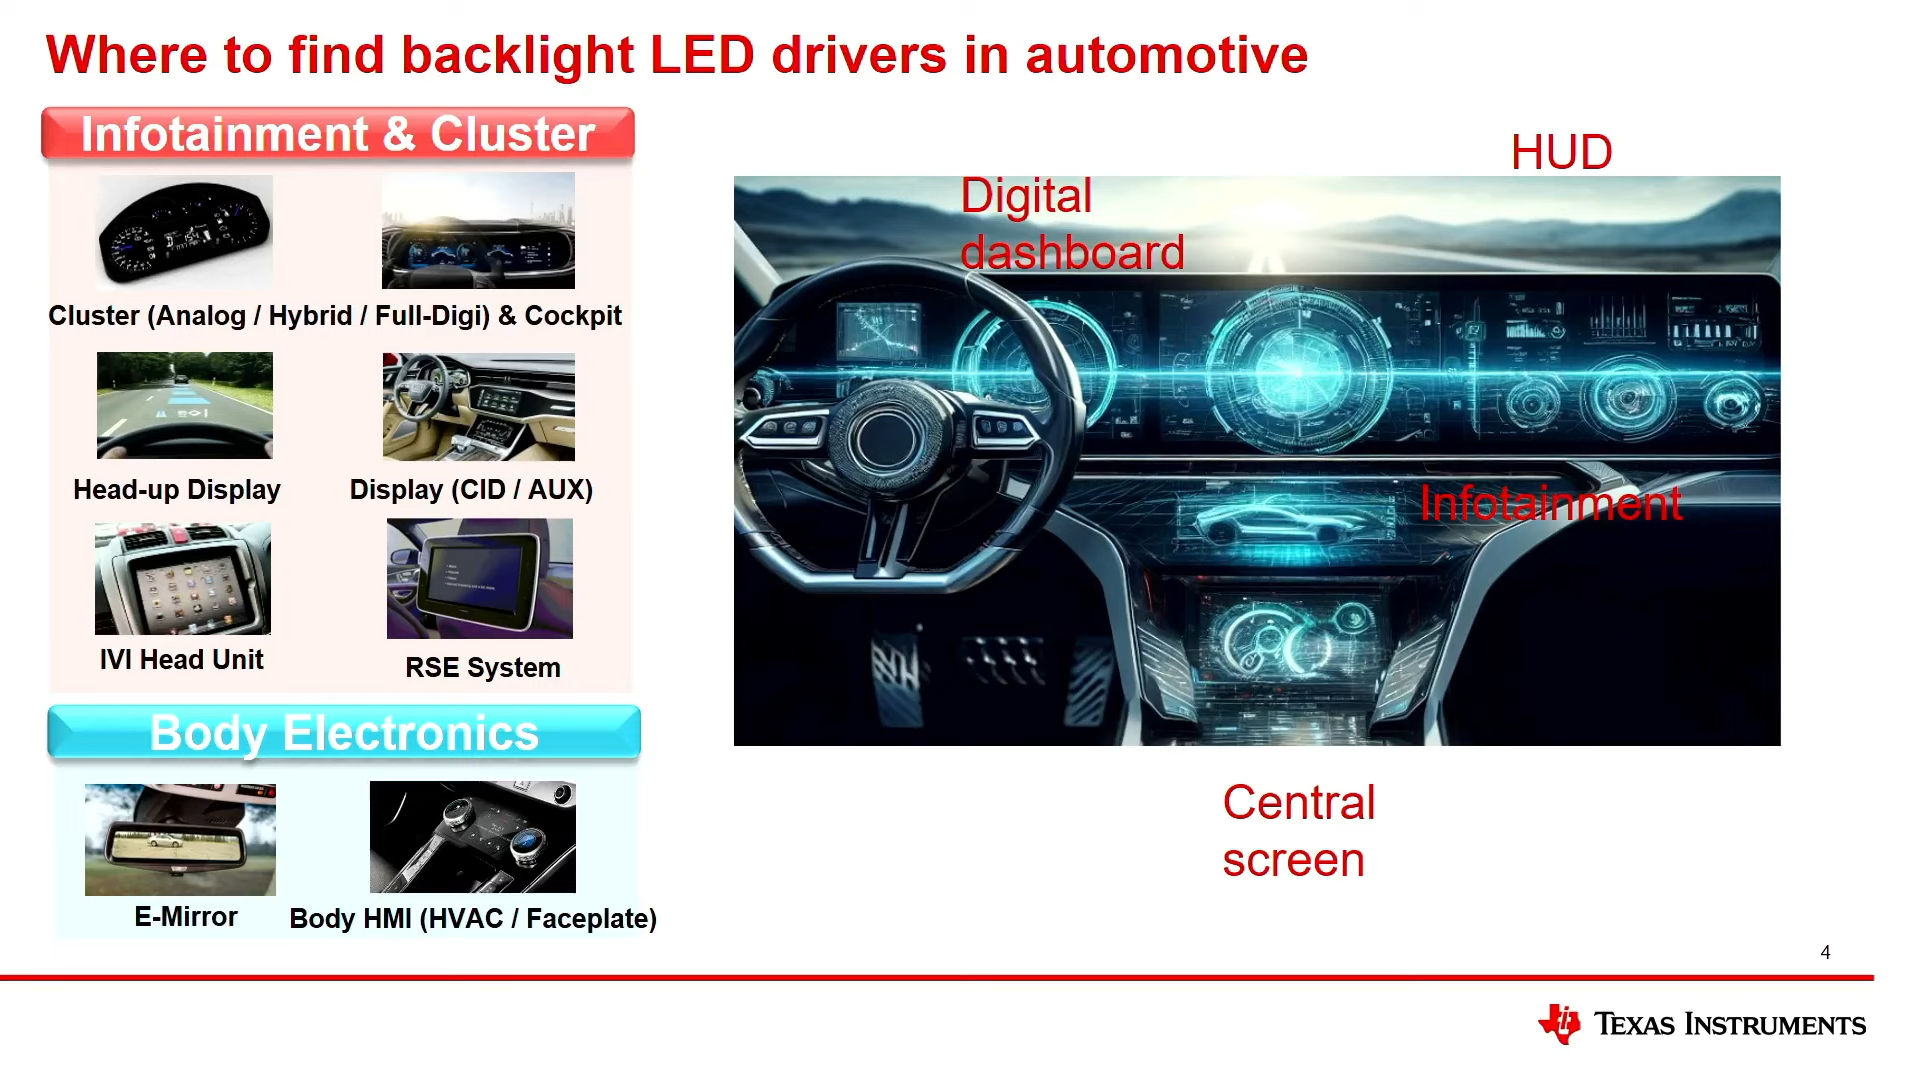 Where to find backlight LED drivers in automotive
Infotainment & Cluster
Cluster (Analog / Hybrid / Full-Digi) & Cockpit
Head-up Display
Display (CID / AUX)
IVI Head Unit
RSE System
Body Electronics
E-Mirror
Body HMI (HVAC / Faceplate)
HUD
Digital
dashboard
Infotainment
Central
screen
4
TEXAS INSTRUMENTS